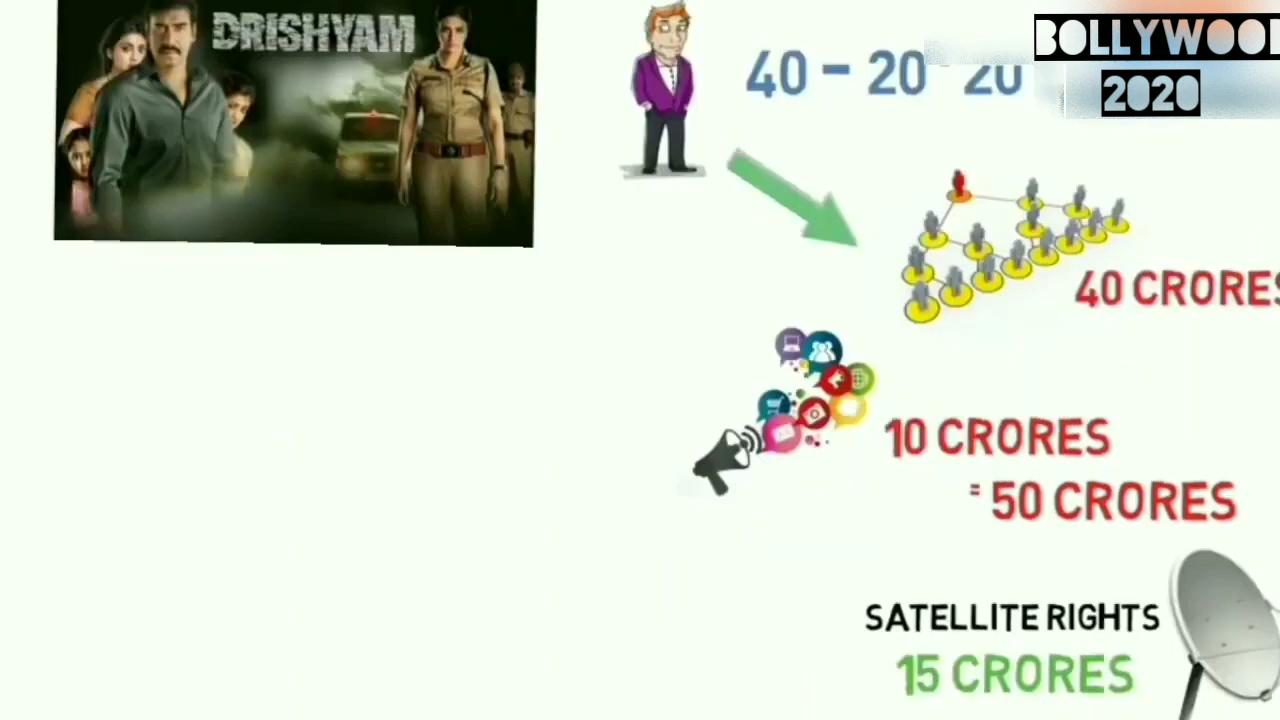 DRISHYAM
40 - 20 - 20
BOLLYWOOD
2020
40 CRORES
10 CRORES
= 50 CRORES
SATELLITE RIGHTS
15 CRORES